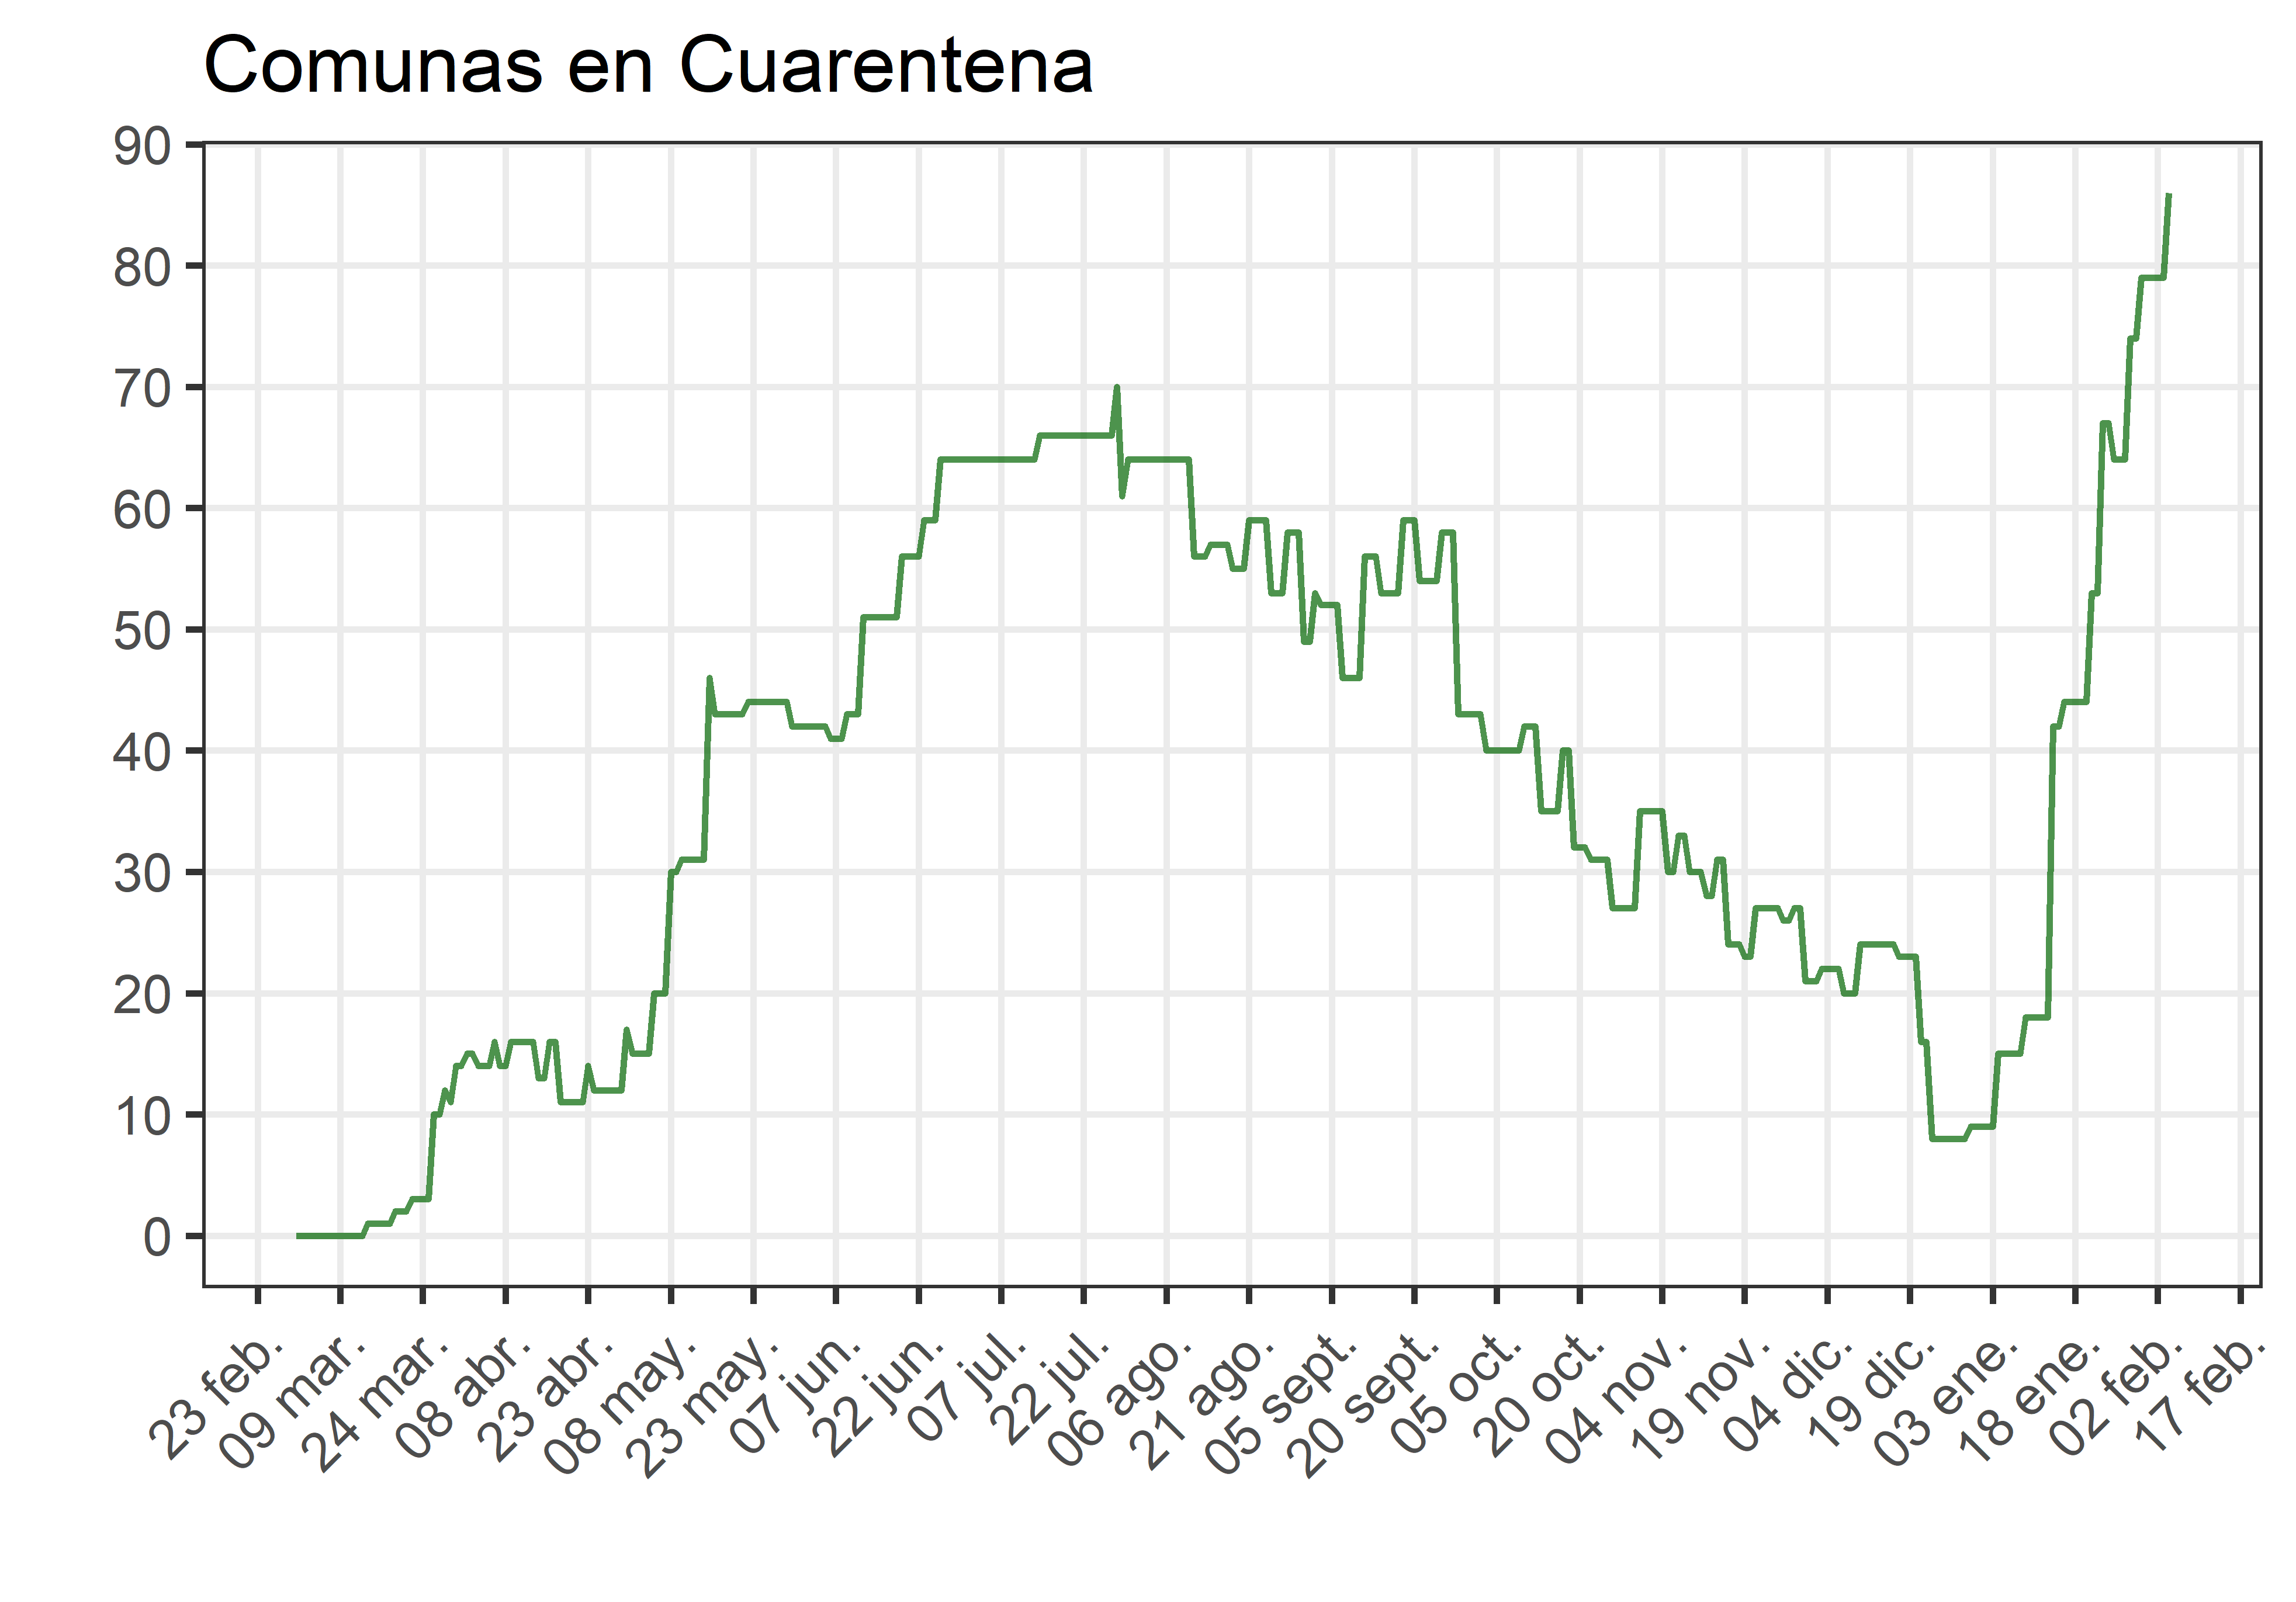 Comunas en Cuarentena
90
80
70
60
50
40
30
20
10
0
23 feb.
09 mar.
24 mar.
08 abr.
23 abr.
08 may.
23 may.
07 jun.
22 jun.
07 jul.
22 jul.
06 ago.
21 ago.
05 sept.
20 sept.
05 oct.
20 oct.
04 nov.
19 nov.
04 dic.
19 dic.
03 ene.
18 ene.
02 feb.
17 feb.